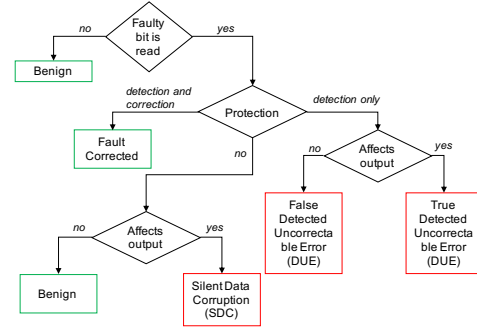 no
Faulty
bit is
read
yes
Benign
detection and
correction
Protection
detection only
Fault
Corrected
no
no
Affects
output
yes
no
Affects
output
yes
False
Detected
Uncorrecta
ble Error
(DUE)
True
Detected
Uncorrecta
ble Error
(DUE)
Benign
Silent Data
Corruption
(SDC)